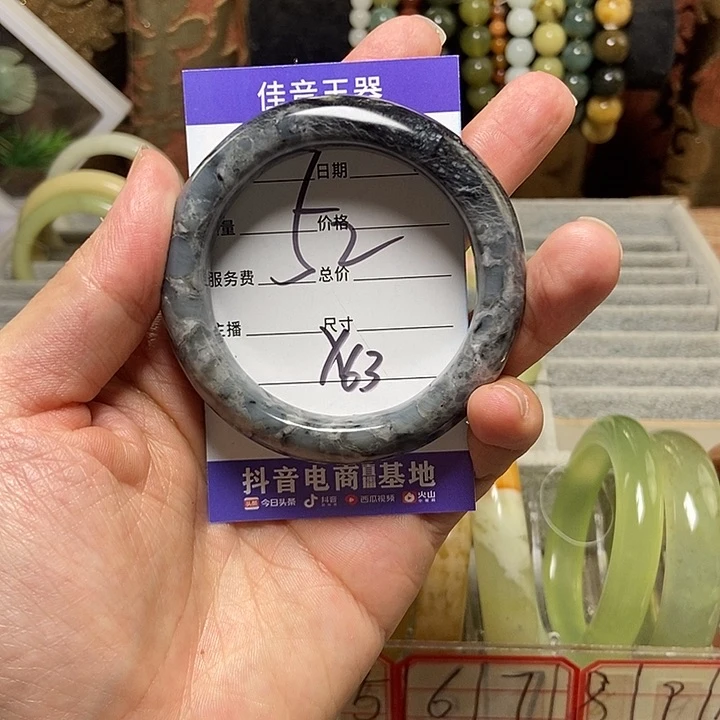 佳音玉器
日期
52
量 价格
服务费 总价
主播 尺寸
X63
抖音电商直播基地
头条 今日头条 抖音 西瓜视频 火山
5 6 7 8